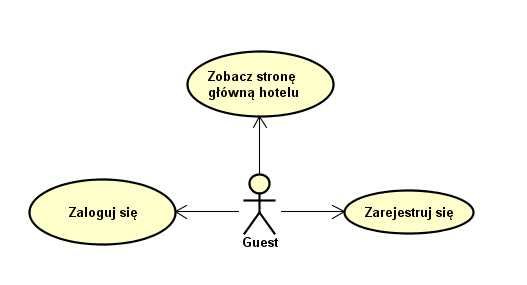 Zobacz stronę
główną hotelu
Zaloguj się
Zarejestruj się
Guest